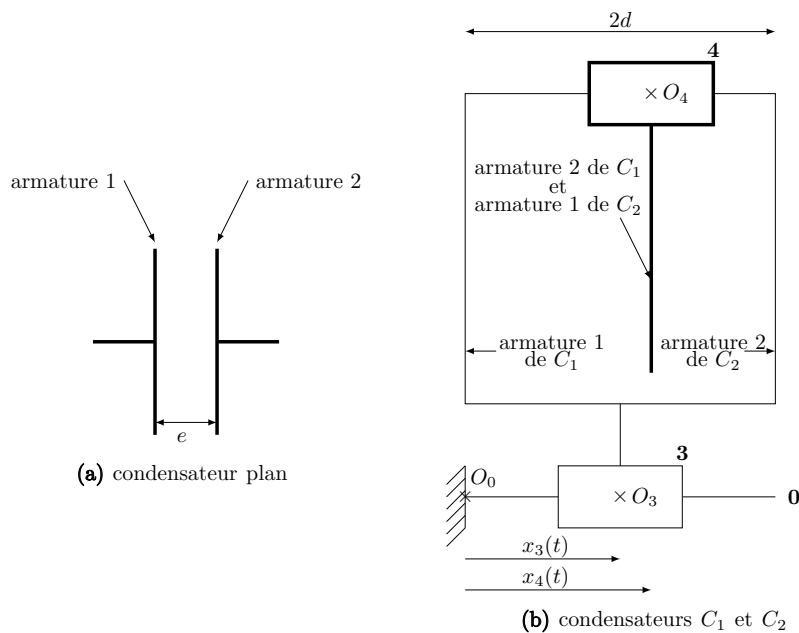 armature 1
armature 2
e
(a) condensateur plan
2d
4
× O₄
armature 2 de C₁
et
armature 1 de C₂
armature 1
de C₁
armature 2
de C₂
3
O₀
× O₃
0
x₃(t)
x₄(t)
(b) condensateurs C₁ et C₂